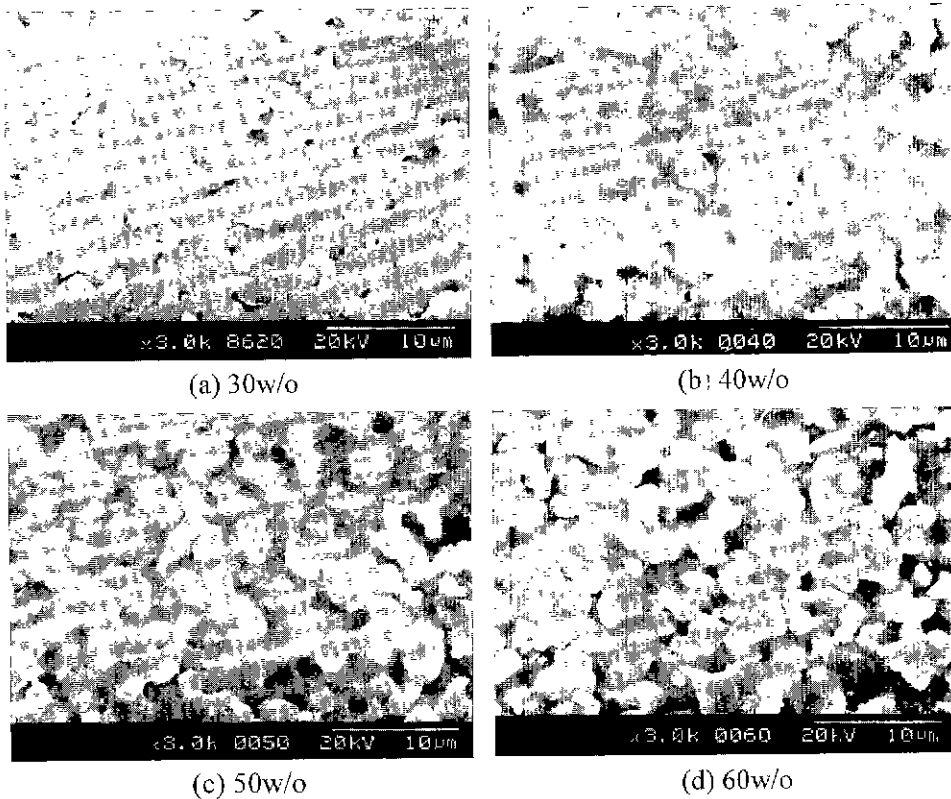 ×3.0k 8620 20kV 10µm
(a) 30w/o
×3.0k 0040 20kV 10µm
(b) 40w/o
×3.0k 0050 20kV 10µm
(c) 50w/o
×3.0k 0060 20kV 10µm
(d) 60w/o